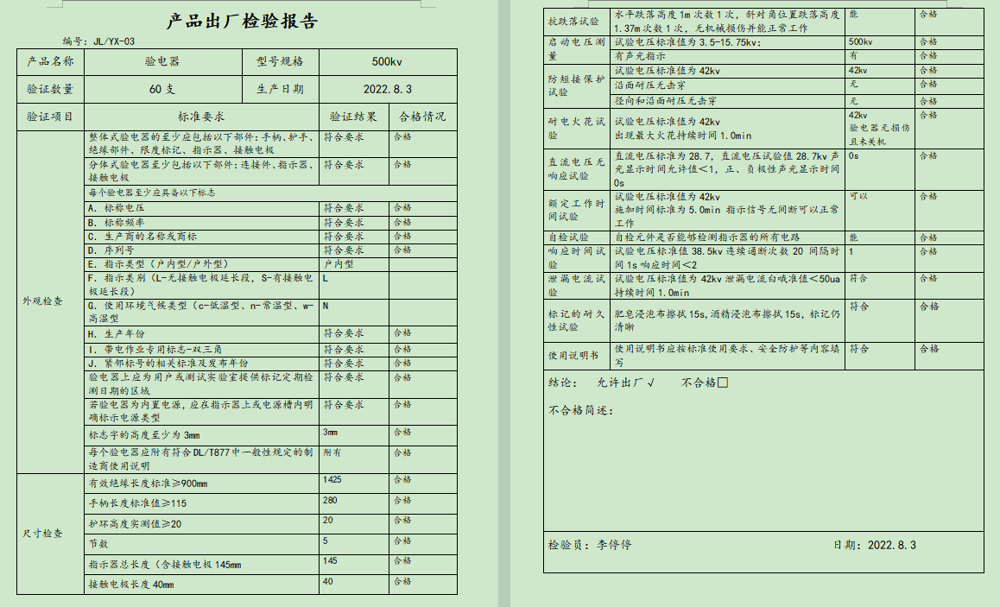 产品出厂检验报告
编号：JL/YX-03
产品名称 验电器 型号规格 500kv
验证数量 60支 生产日期 2022.8.3
验证项目 标准要求 验证结果 合格情况
外观检查
整体式验电器的至少应包括以下部件：手柄、护手、 符合要求 合格
绝缘部件、限度标记、指示器、接触电极
分体式验电器至少包括以下部件：连接件、指示器、 符合要求 合格
接触电极
每个验电器至少应具备以下标志
A. 标称电压 符合要求 合格
B. 标称频率 符合要求 合格
C. 生产商的名称或商标 符合要求 合格
D. 序列号 符合要求 合格
E. 指示类型（户内型/户外型） 户内型
F. 指示类别（L-无接触电极延长段，S-有接触电 L
极延长段）
G. 使用环境气候类型（c-低温型、n-常温型、w- N
高温型
H. 生产年份 符合要求 合格
I. 带电作业专用标志-双三角 符合要求 合格
J. 紧邻标号的相关标准及发布年份 符合要求 合格
验电器上应为用户或测试实验室提供标记定期检 符合要求 合格
测日期的区域
若验电器为内置电源，应在指示器上或电源槽内明 符合要求 合格
确标示电源类型
标志字的高度至少为3mm 3mm 合格
每个验电器应附有符合DL/T877中一般性规定的制 附有 合格
造商使用说明
尺寸检查
有效绝缘长度标准≥900mm 1425 合格
手柄长度标准值≥115 280 合格
护环高度实测值≥20 20 合格
节数 5 合格
指示器总长度（含接触电极145mm 145 合格
接触电极长度40mm 40 合格
抗跌落试验 水平跌落高度1m次数1次，斜对角位置跌落高度 能 合格
1.37m次数1次，无机械损伤并能正常工作
启动电压测 试验电压标准值为3.5-15.75kv； 500kv 合格
量 有声光指示 有 合格
防短接保护
试验
试验电压标准值为42kv 42kv 合格
沿面耐压无击穿 无 合格
径向和沿面耐压无击穿 无 合格
耐电火花试
验
试验电压标准值为42kv
出现最大火花持续时间1.0min
42kv 合格
验电器无损伤
且未关机
直流电压无
响应试验
直流电压标准为28.7，直流电压试验值28.7kv声 0s 合格
光显示时间允许值＜1，正、负极性声光显示时间
0s
额定工作时
间试验
试验电压标准值为42kv 可以 合格
施加时间标准为5.0min 指示信号无间断可以正常
工作
自检试验 自检元件是否能够检测指示器的所有电路 能 合格
响应时间试 试验电压标准值38.5kv连续通断次数20 间隔时 1 合格
验 间1s响应时间＜2
泄漏电流试 试验电压标准值为42kv泄漏电流白哦准值＜50ua 符合 合格
验 持续时间1.0min
标记的耐久 肥皂浸泡布擦拭15s,酒精浸泡布擦拭15s，标记仍 符合 合格
性试验 清晰
使用说明书 使用说明书应按标准使用要求、安全防护等内容填 符合 合格
写
结论： 允许出厂√ 不合格□
不合格简述：
检验员：李停停 日期：2022.8.3